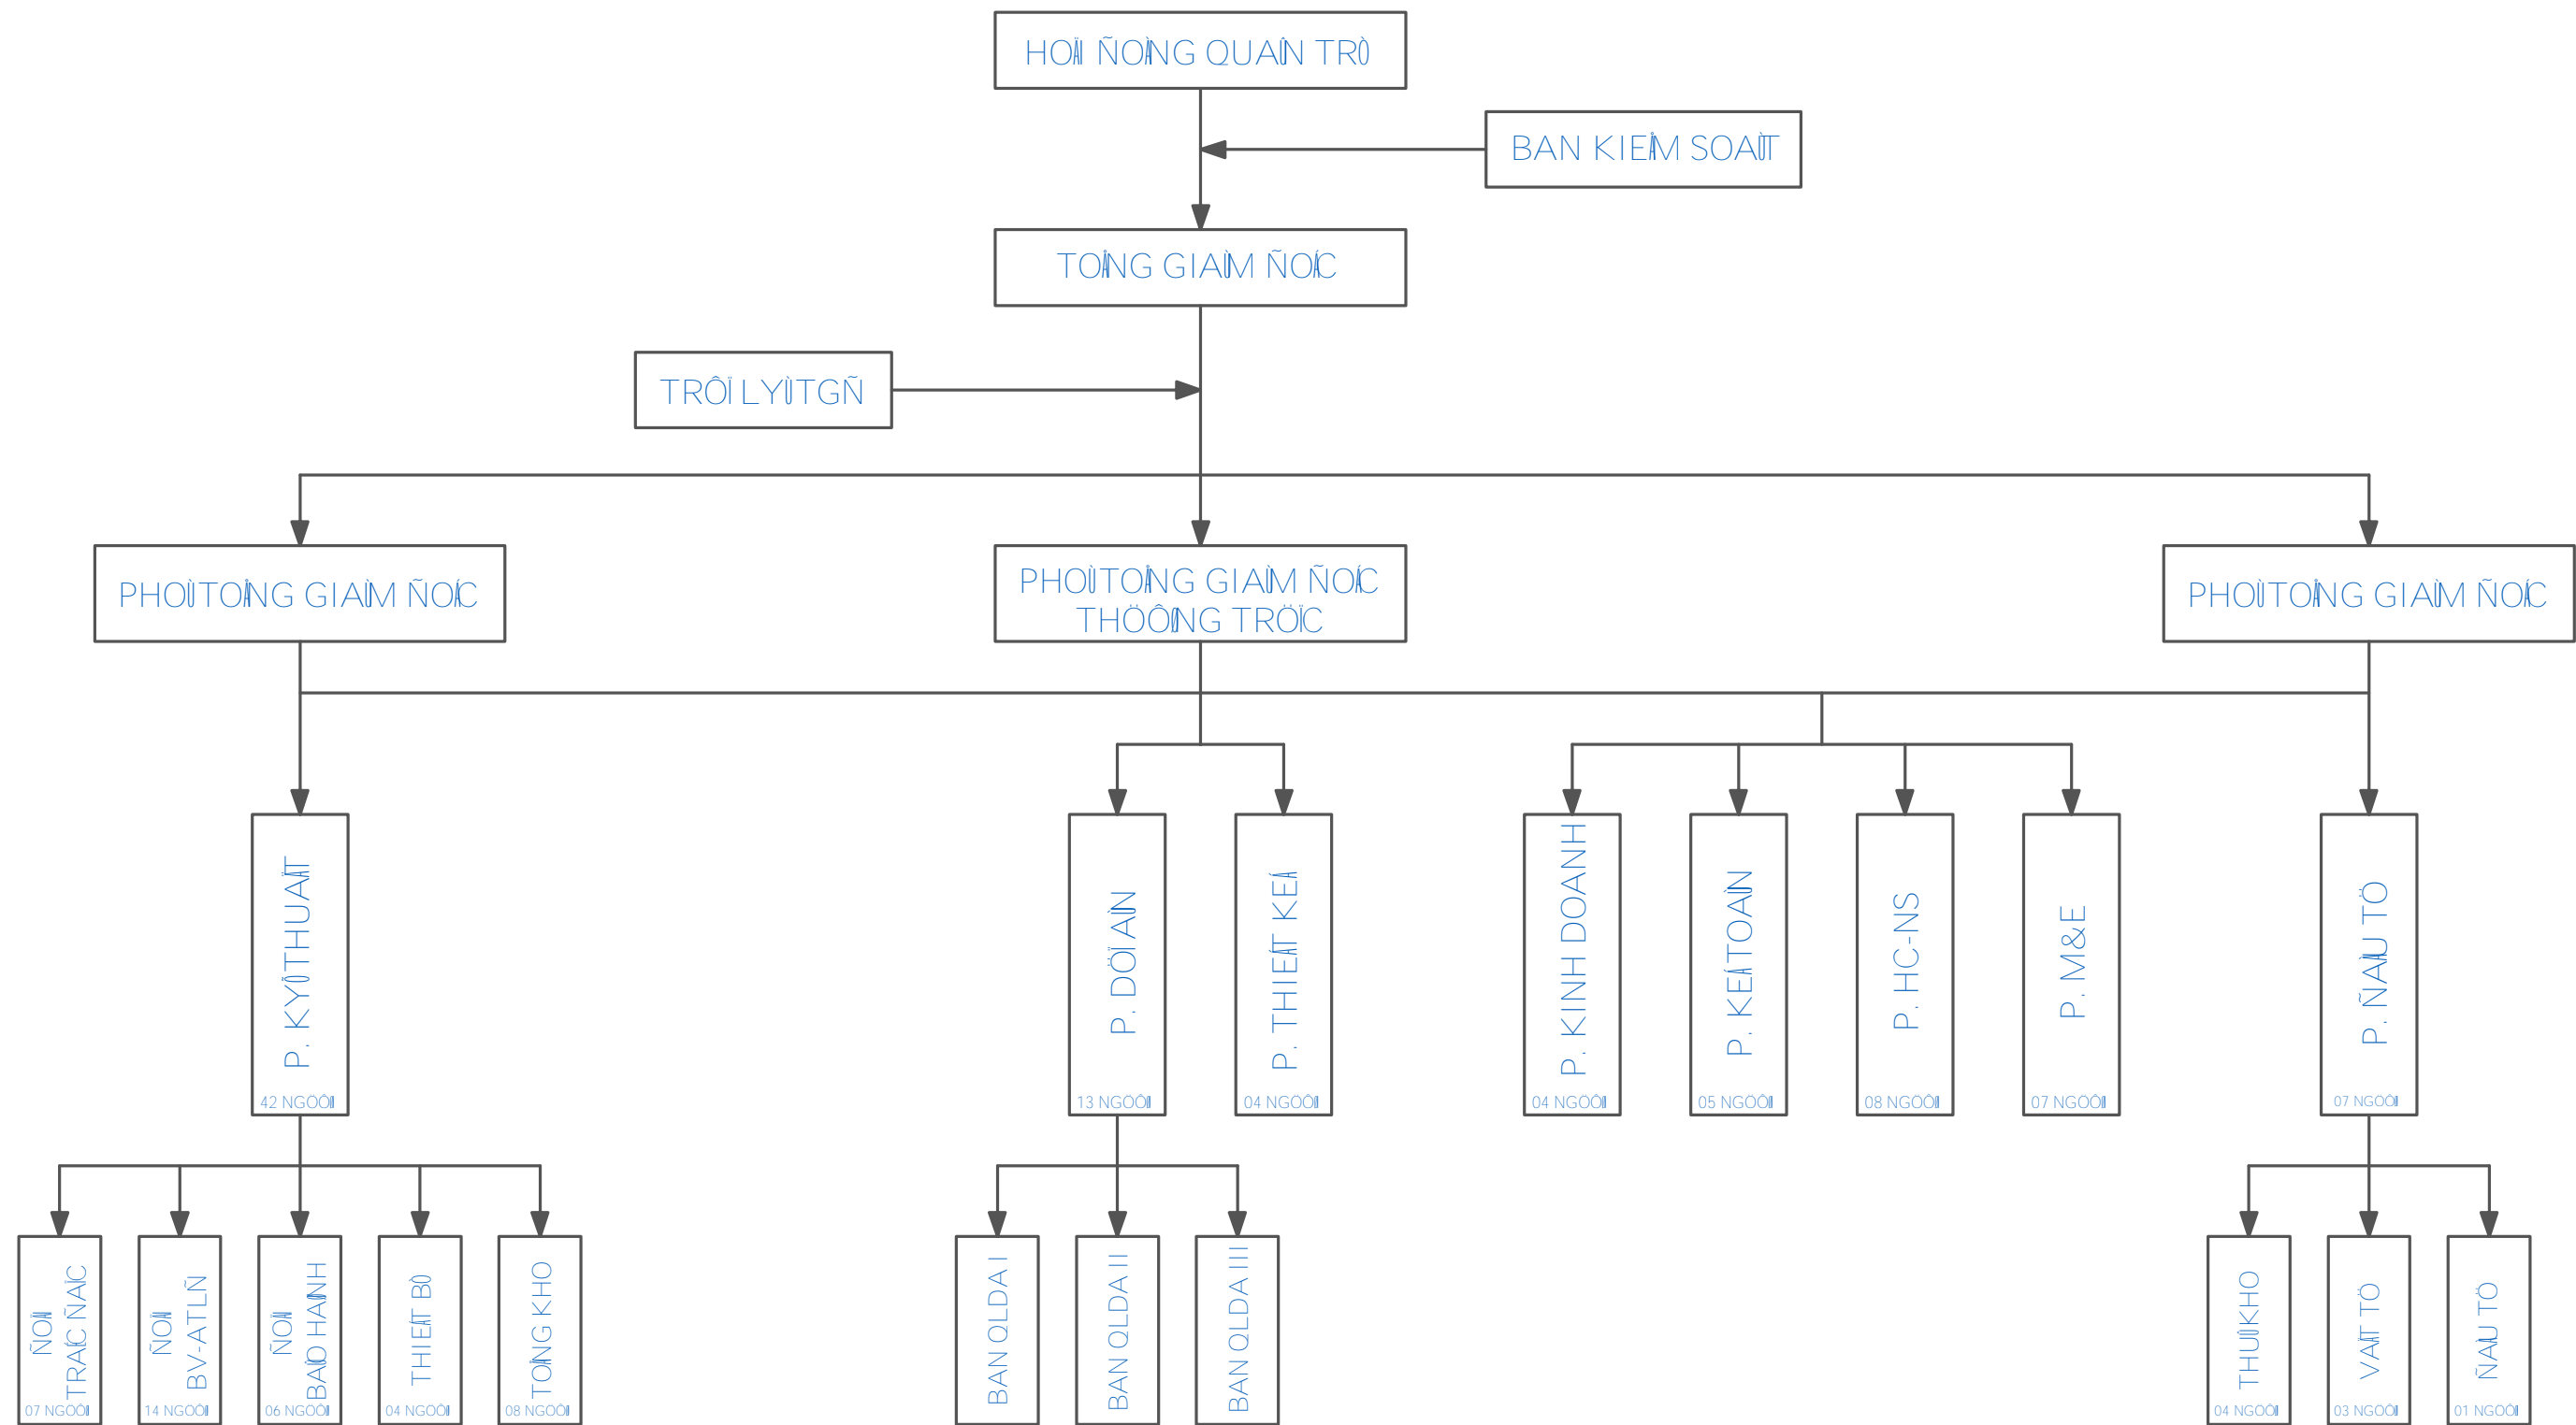 HOÄI ÑOÀNG QUAÛN TRÒ
BAN KIEÅM SOAÙT
TOÅNG GIAÙM ÑOÁC
TRÔÏ LYÙ TGÑ
PHOÙ TOÅNG GIAÙM ÑOÁC
PHOÙ TOÅNG GIAÙM ÑOÁC
THÖÔØNG TRÖÏC
PHOÙ TOÅNG GIAÙM ÑOÁC
P. KYÕ THUAÄT
42 NGÖÔØI
P. DÖÏ AÙN
13 NGÖÔØI
P. THIEÁT KEÁ
04 NGÖÔØI
P. KINH DOANH
04 NGÖÔØI
P. KEÁ TOAÙN
05 NGÖÔØI
P. HC-NS
08 NGÖÔØI
P. M&E
07 NGÖÔØI
P. ÑAÀU TÖ
07 NGÖÔØI
ÑOÄI
TRAÉC ÑAÏC
07 NGÖÔØI
ÑOÄI
BV-ATLÑ
14 NGÖÔØI
ÑOÄI
BAÛO HAØNH
06 NGÖÔØI
THIEÁT BÒ
04 NGÖÔØI
TOÅNG KHO
08 NGÖÔØI
BAN QLDA I
BAN QLDA II
BAN QLDA III
THUÛ KHO
04 NGÖÔØI
VAÄT TÖ
03 NGÖÔØI
ÑAÀU TÖ
01 NGÖÔØI